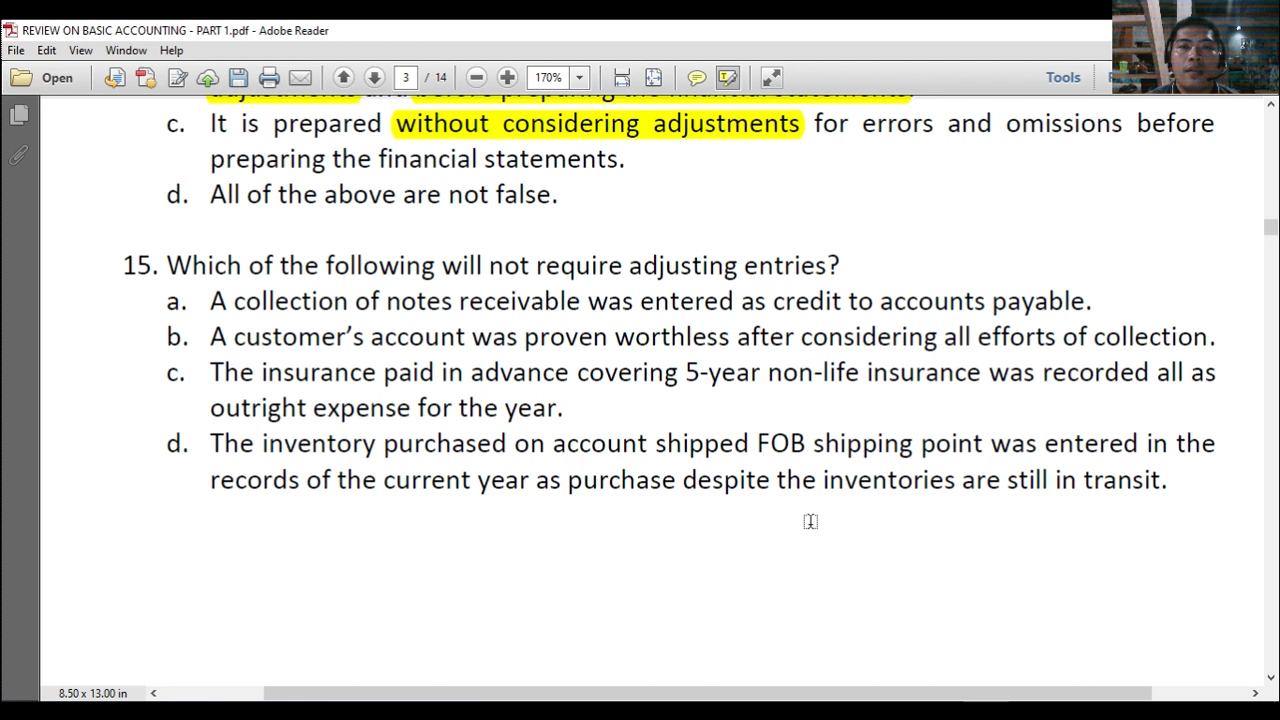 REVIEW ON BASIC ACCOUNTING - PART 1.pdf - Adobe Reader
File Edit View Window Help
Open 3 / 14 170% Tools
adjustments preparing the financial statements.
c. It is prepared without considering adjustments for errors and omissions before
preparing the financial statements.
d. All of the above are not false.
15. Which of the following will not require adjusting entries?
a. A collection of notes receivable was entered as credit to accounts payable.
b. A customer’s account was proven worthless after considering all efforts of collection.
c. The insurance paid in advance covering 5-year non-life insurance was recorded all as
outright expense for the year.
d. The inventory purchased on account shipped FOB shipping point was entered in the
records of the current year as purchase despite the inventories are still in transit.
8.50 x 13.00 in